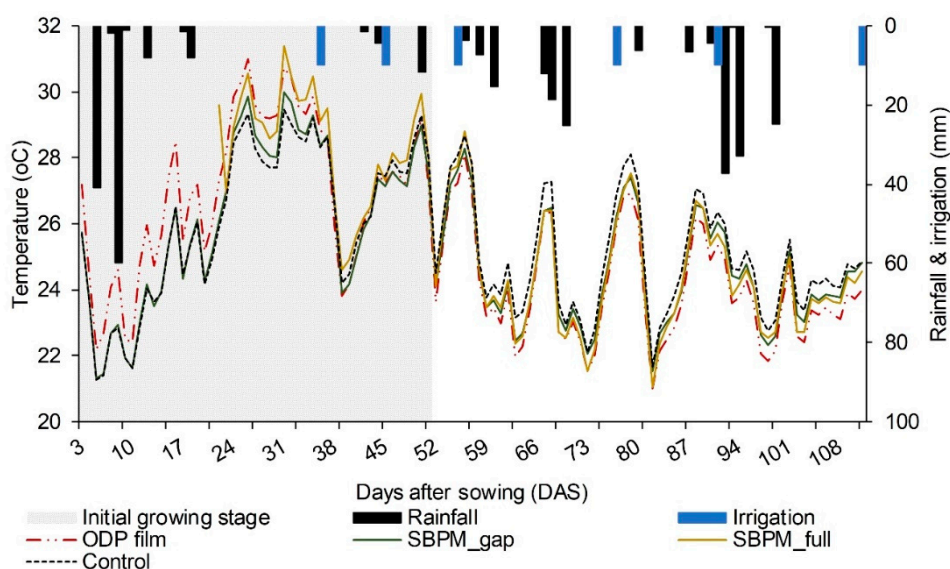 32
30
28
26
24
22
20
Temperature (oC)
0
20
40
60
80
100
Rainfall & irrigation (mm)
3 10 17 24 31 38 45 52 59 66 73 80 87 94 101 108
Days after sowing (DAS)
Initial growing stage Rainfall Irrigation
ODP film SBPM_gap SBPM_full
Control